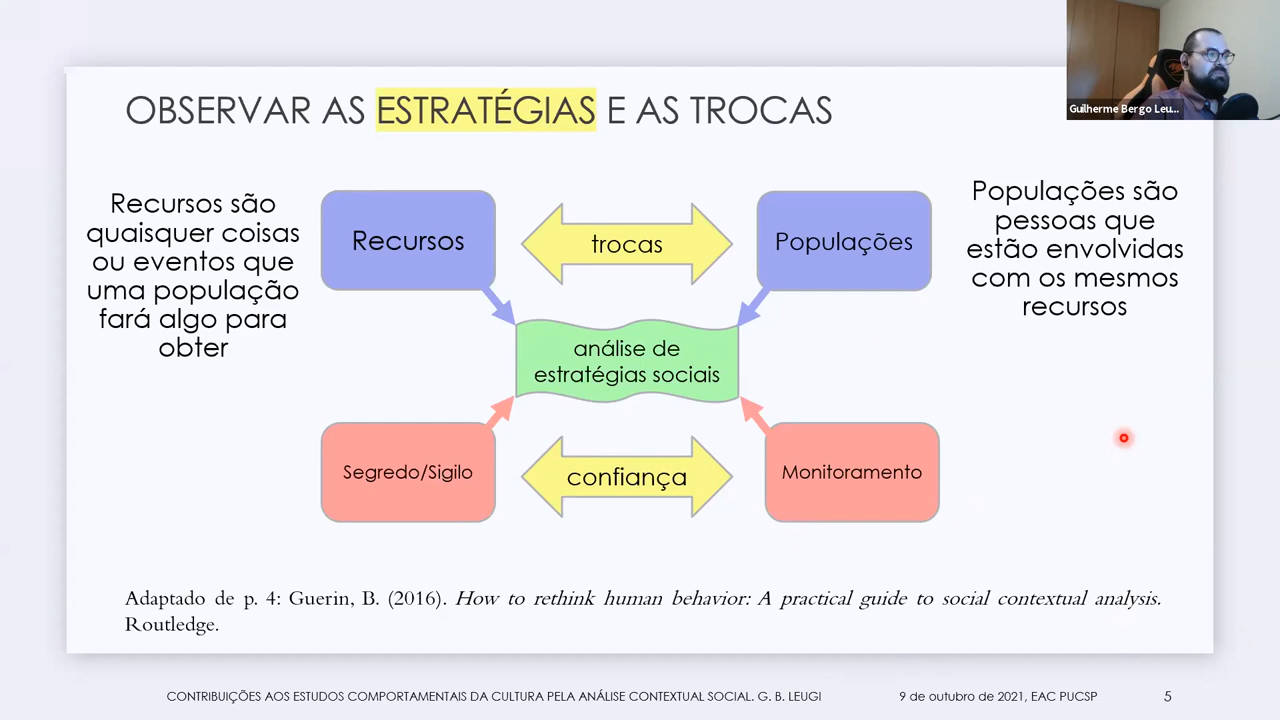 OBSERVAR AS ESTRATÉGIAS E AS TROCAS
Guilherme Bergo Leu...
Recursos são
quaisquer coisas
ou eventos que
uma população
fará algo para
obter
Recursos
trocas
Populações
Populações são
pessoas que
estão envolvidas
com os mesmos
recursos
análise de
estratégias sociais
Segredo/Sigilo
confiança
Monitoramento
Adaptado de p. 4: Guerin, B. (2016). How to rethink human behavior: A practical guide to social contextual analysis.
Routledge.
CONTRIBUIÇÕES AOS ESTUDOS COMPORTAMENTAIS DA CULTURA PELA ANÁLISE CONTEXTUAL SOCIAL. G. B. LEUGI
9 de outubro de 2021, EAC PUCSP
5